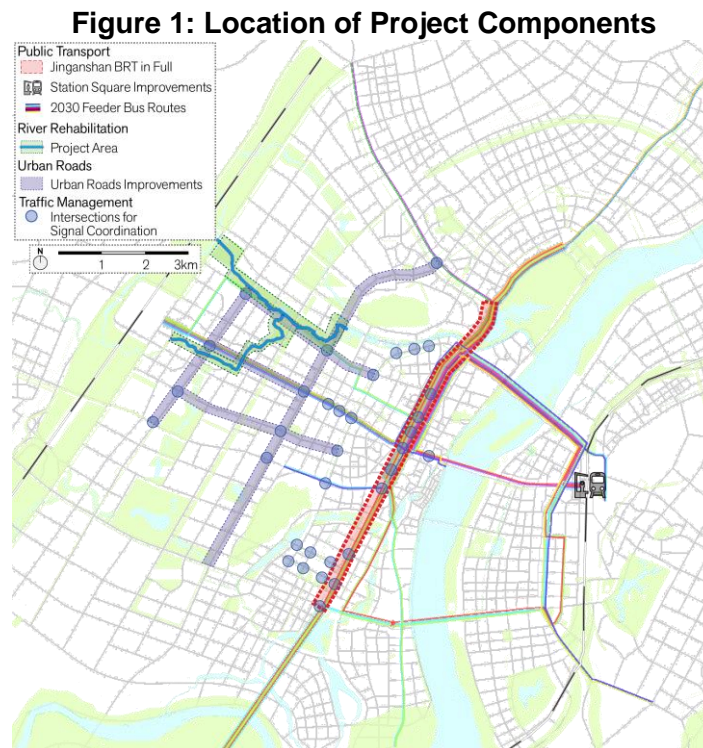 Figure 1: Location of Project Components
Public Transport
Jinganshan BRT in Full
Station Square Improvements
2030 Feeder Bus Routes
River Rehabilitation
Project Area
Urban Roads
Urban Roads Improvements
Traffic Management
Intersections for
Signal Coordination
N
1 2 3km